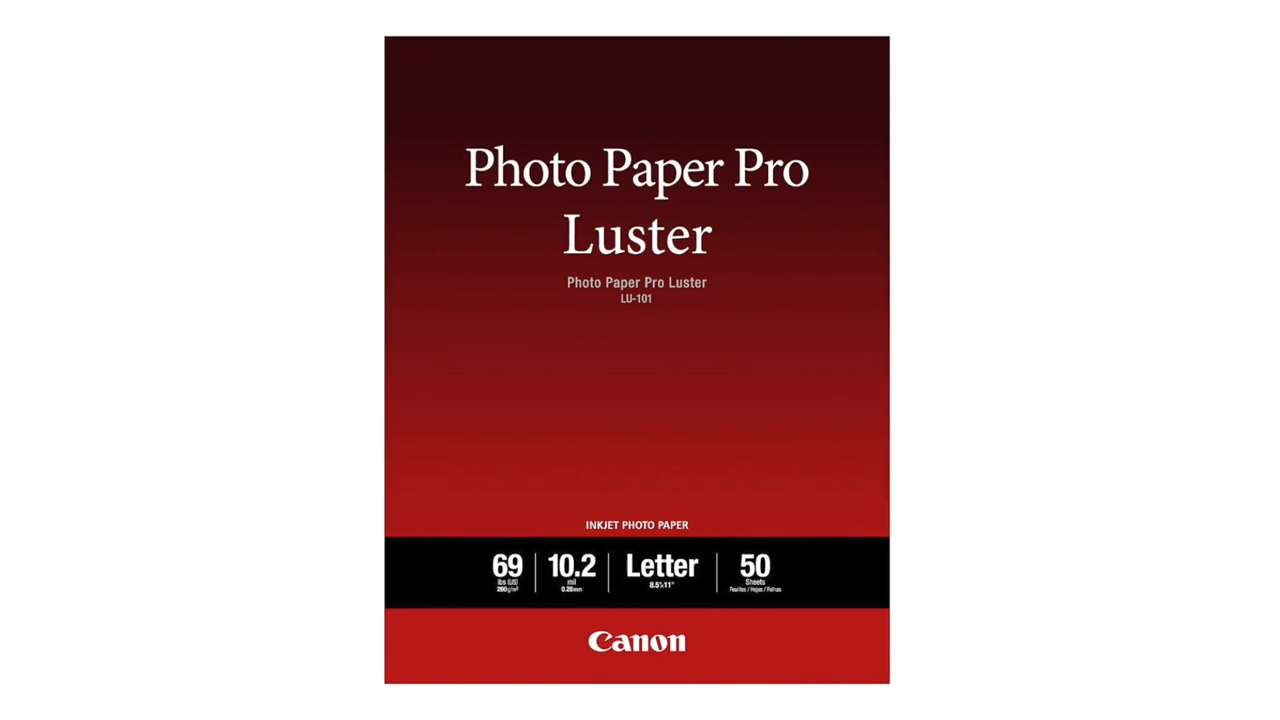 Photo Paper Pro
Luster
Photo Paper Pro Luster
LU-101
INKJET PHOTO PAPER
69 10.2 Letter 50
lbs (US) mil 8.5"x11" Sheets
260g/m² 0.26mm Feuilles / Hojas / Folhas
Canon